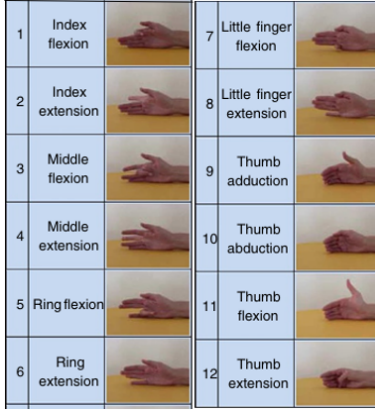 1 Index
flexion
2 Index
extension
3 Middle
flexion
4 Middle
extension
5 Ring flexion
6 Ring
extension
7 Little finger
flexion
8 Little finger
extension
9 Thumb
adduction
10 Thumb
abduction
11 Thumb
flexion
12 Thumb
extension